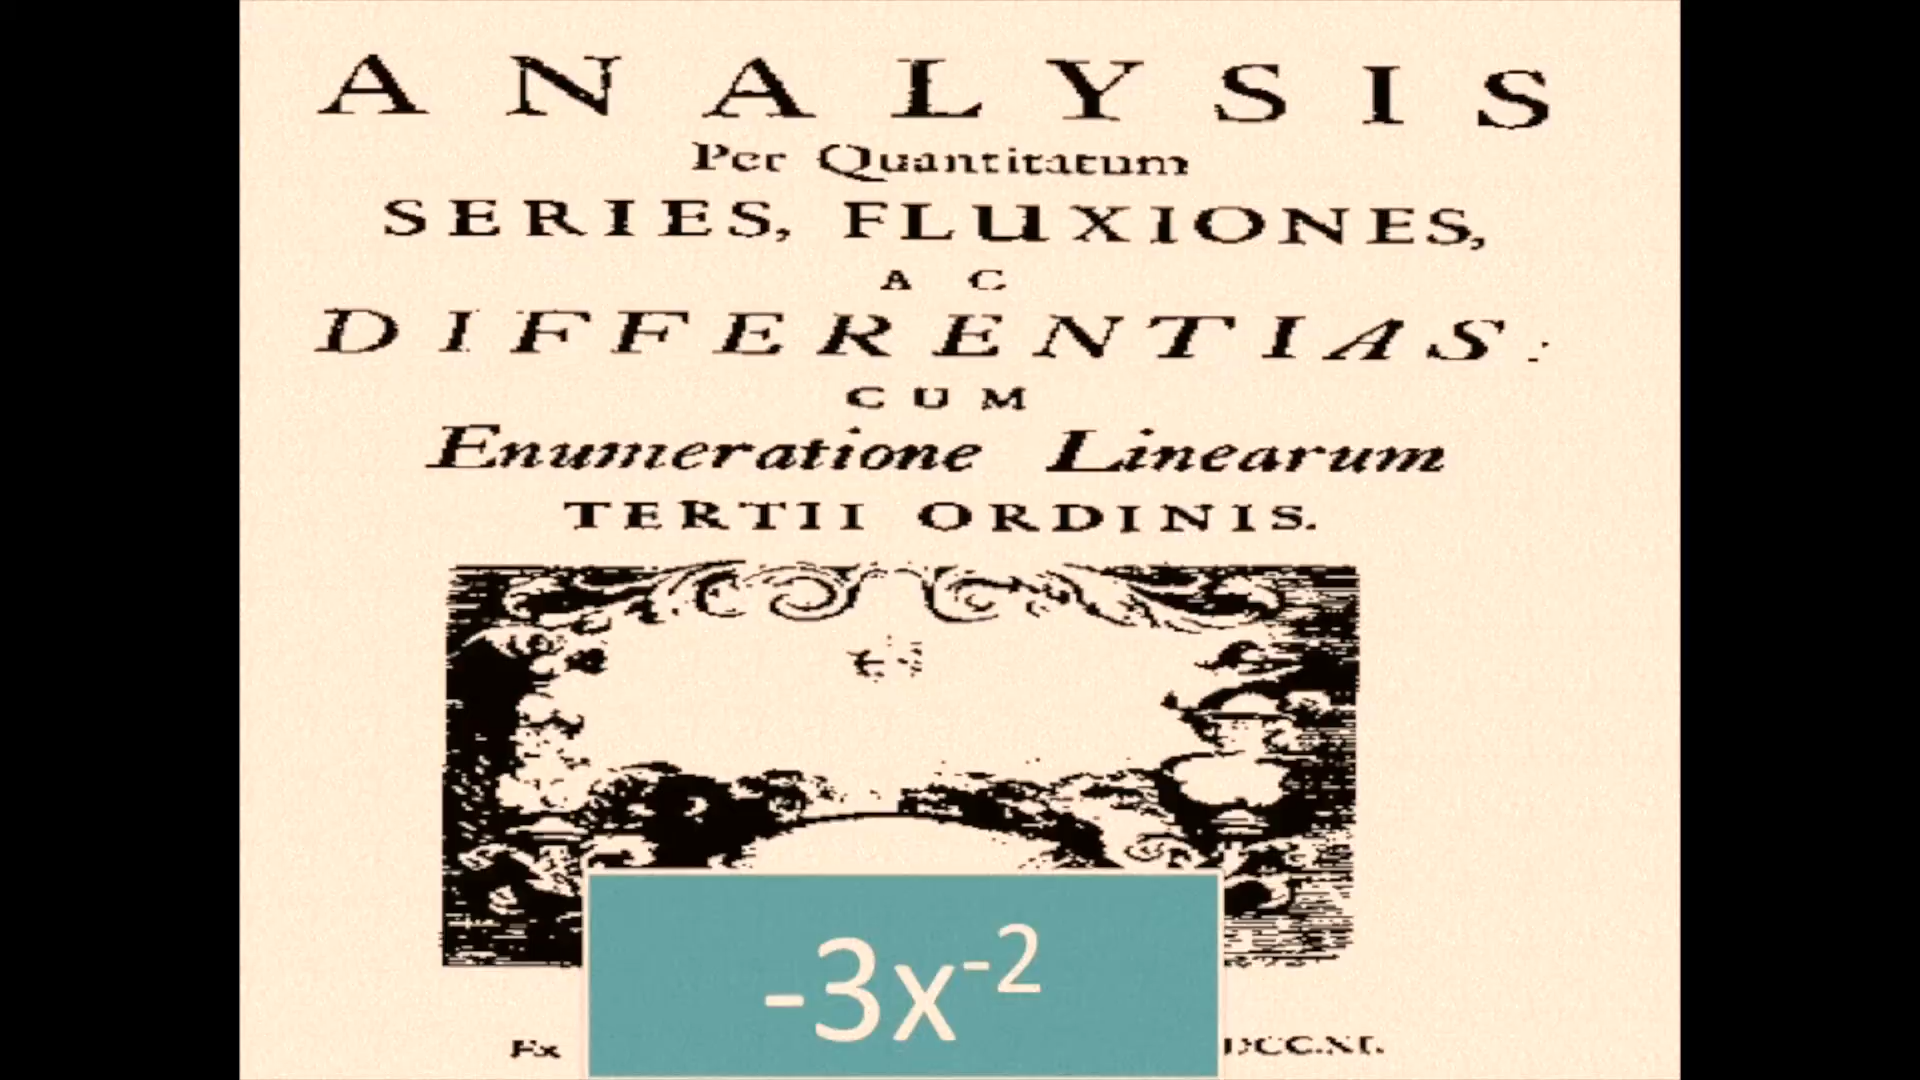 ANALYSIS
Per Quantitatum
SERIES, FLUXIONES,
AC
DIFFERENTIAS:
CUM
Enumeratione Linearum
TERTII ORDINIS.
-3x⁻²
Ex DCC.XI.